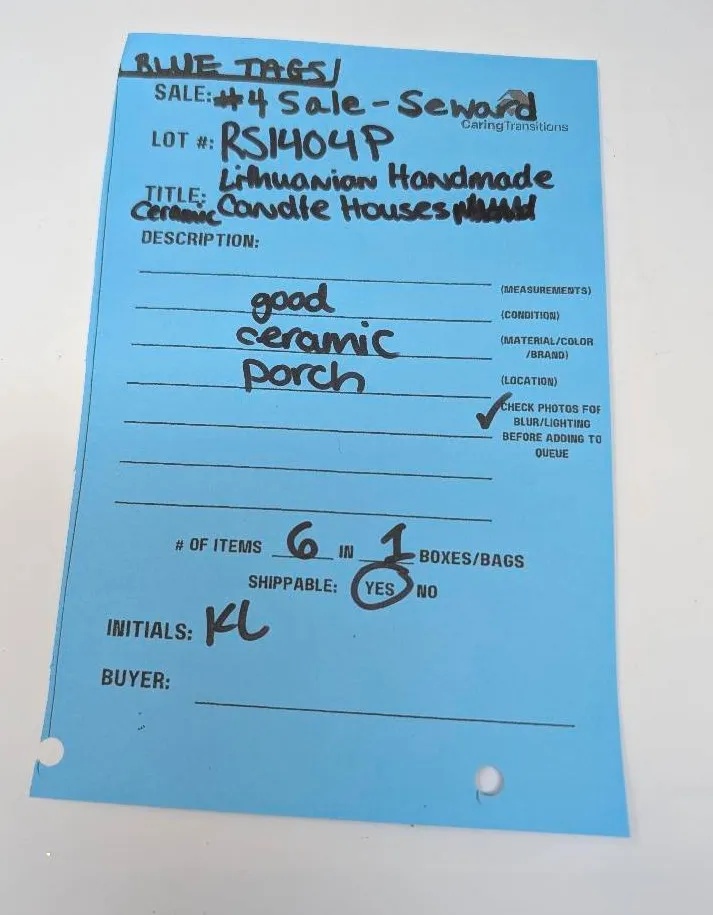 BLUE TAGS!
SALE: #4 Sale - Seward
CaringTransitions
LOT #: RS1404P
Lithuanian Handmade
TITLE: Ceramic Candle Houses
DESCRIPTION:
(MEASUREMENTS)
good (CONDITION)
ceramic (MATERIAL/COLOR
/BRAND)
porch (LOCATION)
✓ CHECK PHOTOS FOR
BLUR/LIGHTING
BEFORE ADDING TO
QUEUE
# OF ITEMS 6 IN 1 BOXES/BAGS
SHIPPABLE: YES NO
INITIALS: KL
BUYER: